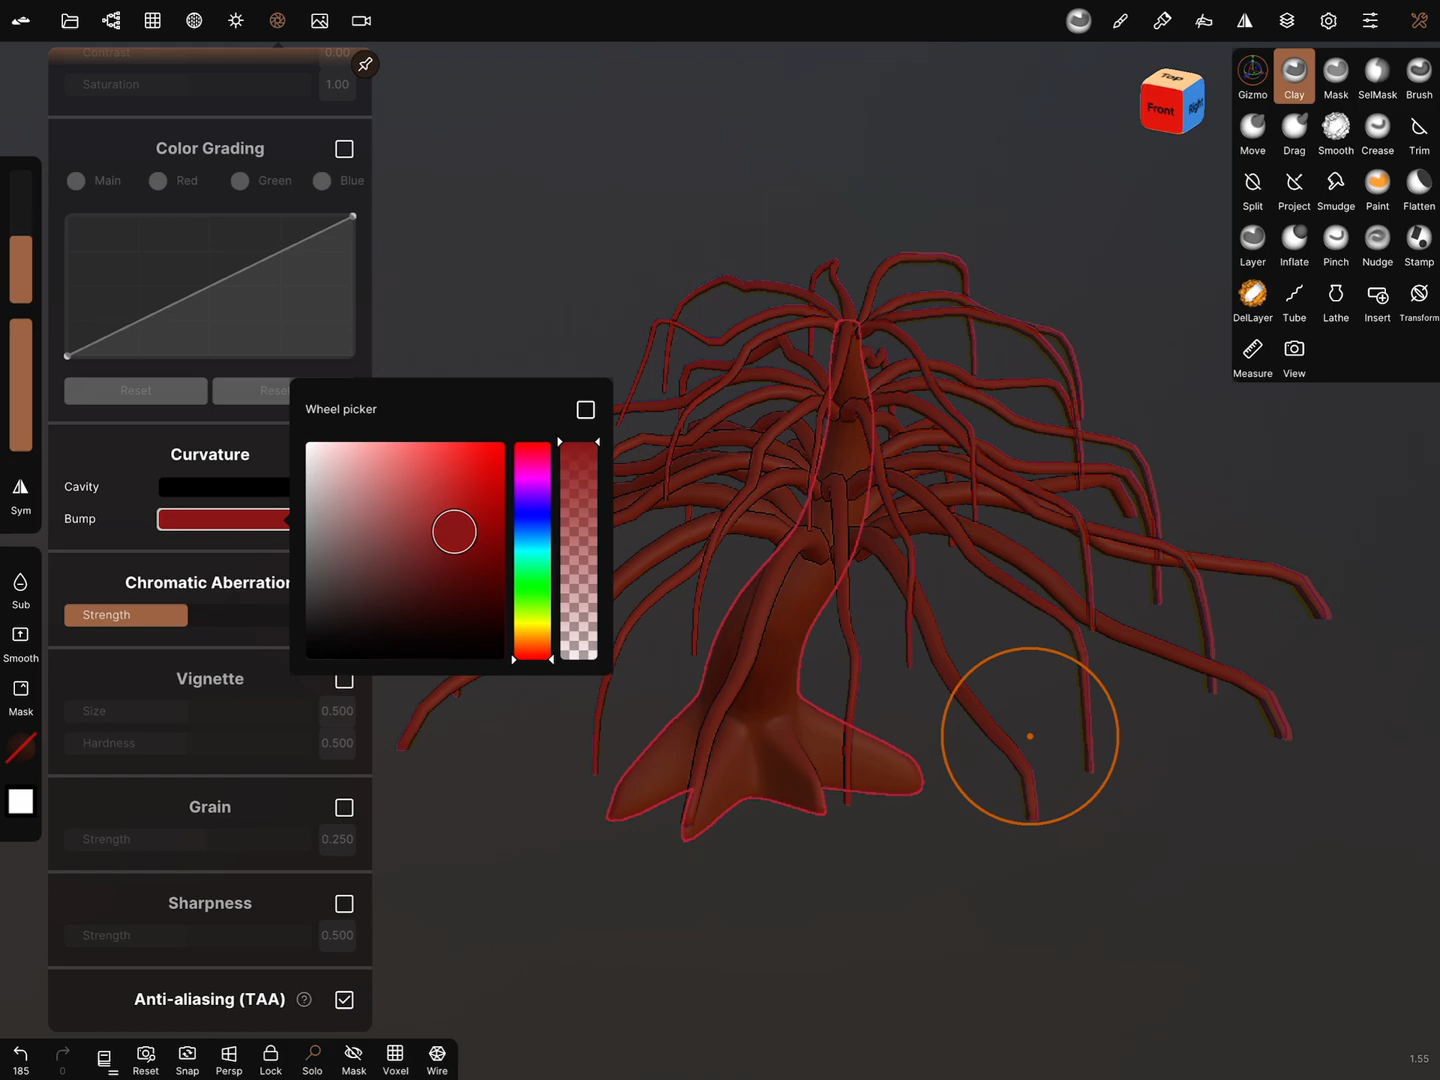 Contrast 0.00
Saturation 1.00
Color Grading
Main Red Green Blue
Reset
Curvature
Cavity
Bump
Chromatic Aberration
Strength
Vignette
Size 0.500
Hardness 0.500
Grain
Strength 0.250
Sharpness
Strength 0.500
Anti-aliasing (TAA) ?
Wheel picker
Sym
Sub
Smooth
Mask
185
0
Reset
Snap
Persp
Lock
Solo
Mask
Voxel
Wire
Top
Front
Right
Gizmo Clay Mask SelMask Brush
Move Drag Smooth Crease Trim
Split Project Smudge Paint Flatten
Layer Inflate Pinch Nudge Stamp
DelLayer Tube Lathe Insert Transform
Measure View
1.55